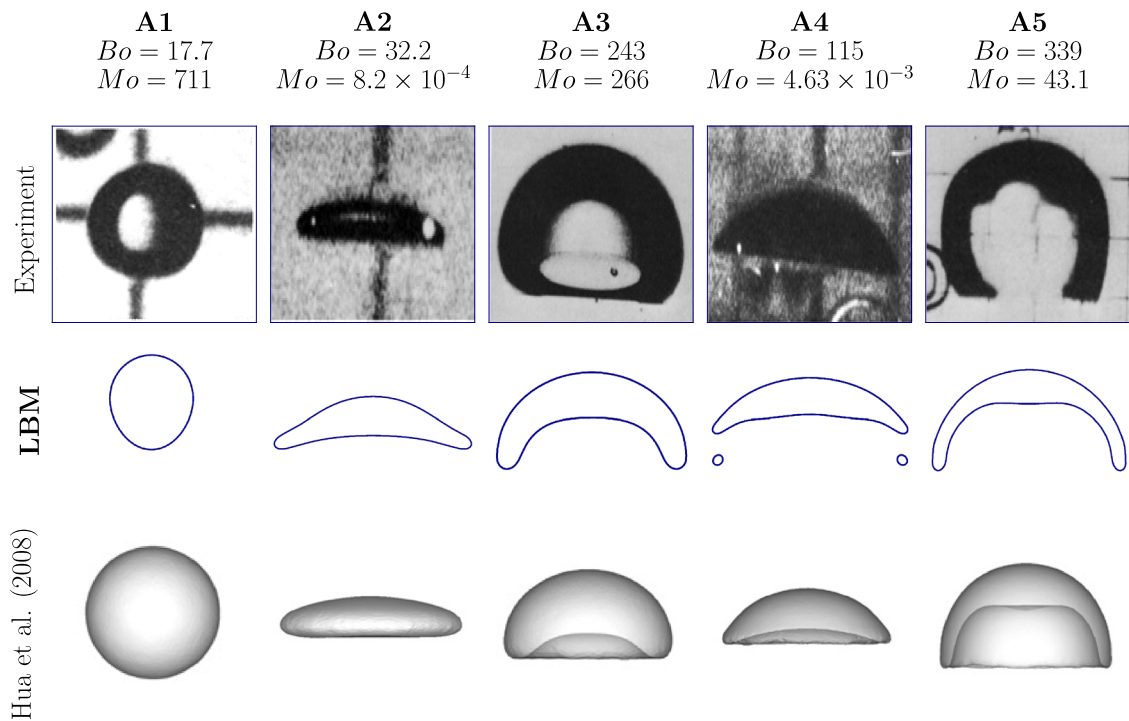 A1 A2 A3 A4 A5
Bo = 17.7 Bo = 32.2 Bo = 243 Bo = 115 Bo = 339
Mo = 711 Mo = 8.2 × 10⁻⁴ Mo = 266 Mo = 4.63 × 10⁻³ Mo = 43.1
Experiment
LBM
Hua et al. (2008)